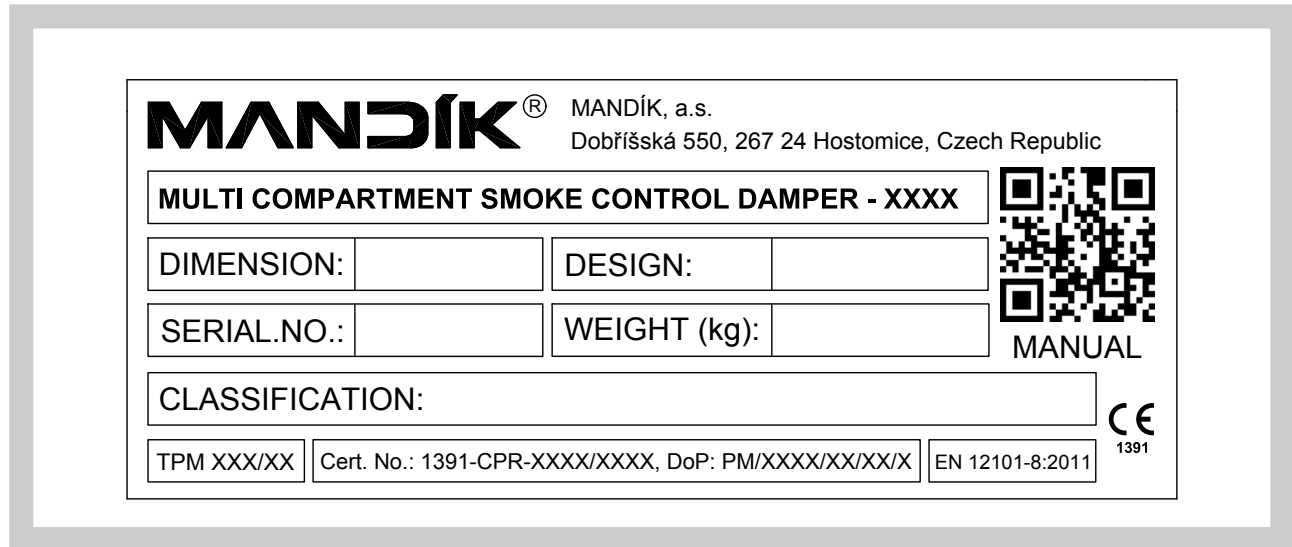 MANDÍK®
MANDÍK, a.s.
Dobříšská 550, 267 24 Hostomice, Czech Republic
MULTI COMPARTMENT SMOKE CONTROL DAMPER - XXXX
DIMENSION:
DESIGN:
SERIAL.NO.:
WEIGHT (kg):
MANUAL
CLASSIFICATION:
CE
1391
TPM XXX/XX
Cert. No.: 1391-CPR-XXXX/XXXX, DoP: PM/XXXX/XX/XX/X
EN 12101-8:2011